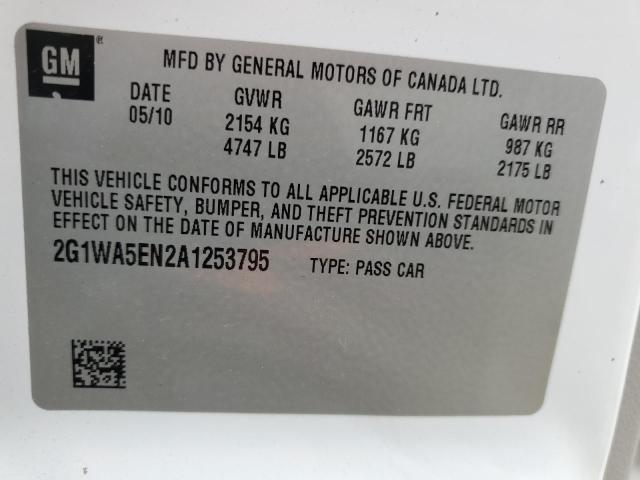 GM®
MFD BY GENERAL MOTORS OF CANADA LTD.
DATE GVWR GAWR FRT GAWR RR
05/10 2154 KG 1167 KG 987 KG
4747 LB 2572 LB 2175 LB
THIS VEHICLE CONFORMS TO ALL APPLICABLE U.S. FEDERAL MOTOR
VEHICLE SAFETY, BUMPER, AND THEFT PREVENTION STANDARDS IN
EFFECT ON THE DATE OF MANUFACTURE SHOWN ABOVE.
2G1WA5EN2A1253795 TYPE: PASS CAR